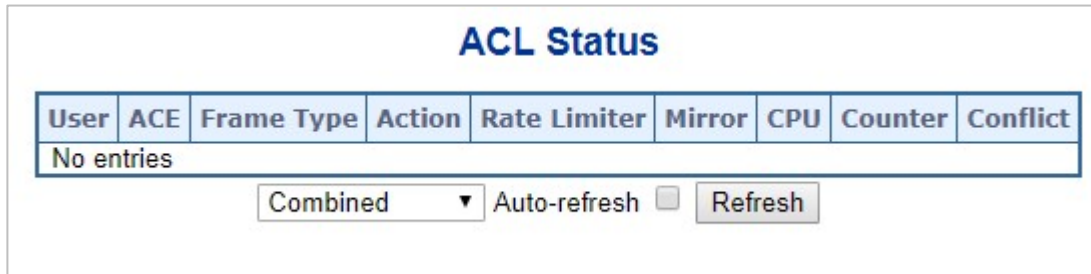 ACL Status
User ACE Frame Type Action Rate Limiter Mirror CPU Counter Conflict
No entries
Combined Auto-refresh Refresh